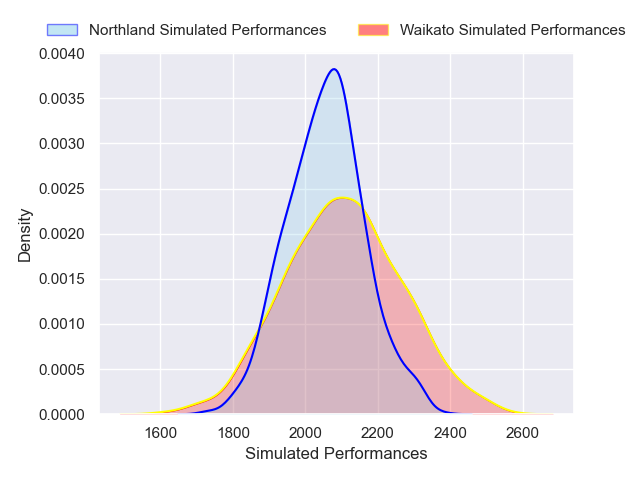 Northland Simulated Performances Waikato Simulated Performances
0.0040
0.0035
0.0030
0.0025
0.0020
0.0015
0.0010
0.0005
0.0000
Density
1600 1800 2000 2200 2400 2600
Simulated Performances